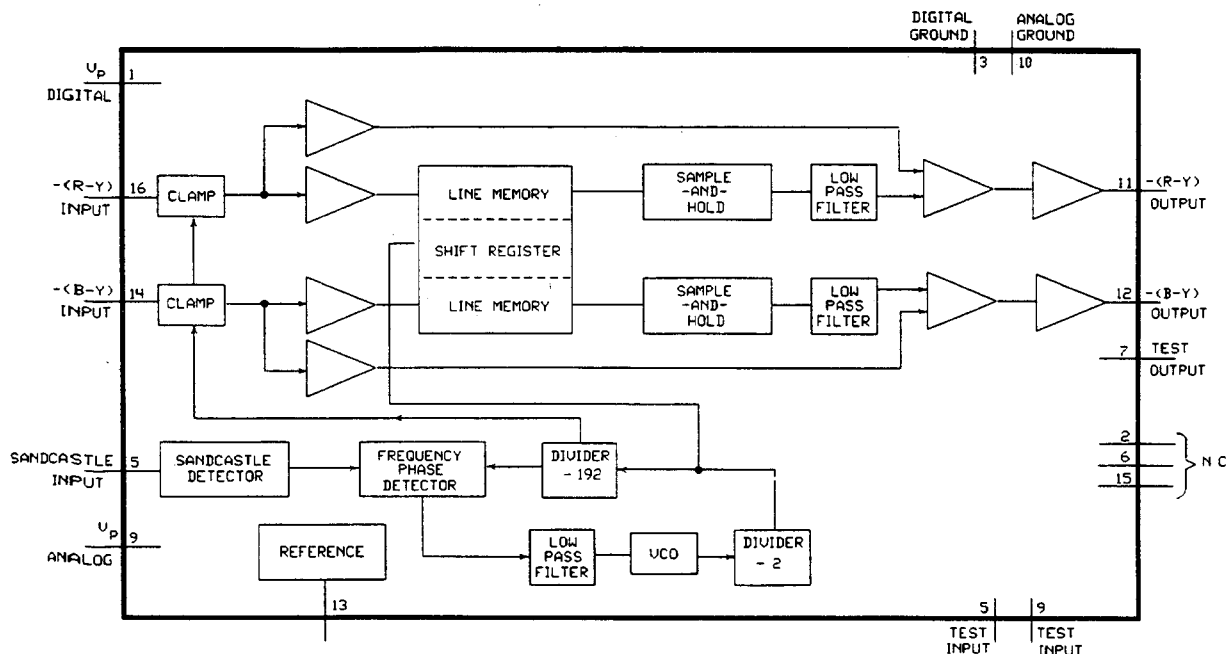 DIGITAL
GROUND
ANALOG
GROUND
3
10
UP
1
DIGITAL
-(R-Y)
INPUT
16
CLAMP
LINE MEMORY
SAMPLE
-AND-
HOLD
LOW
PASS
FILTER
11
-(R-Y)
OUTPUT
SHIFT REGISTER
-(B-Y)
INPUT
14
CLAMP
LINE MEMORY
SAMPLE
-AND-
HOLD
LOW
PASS
FILTER
12
-(B-Y)
OUTPUT
7
TEST
OUTPUT
SANDCASTLE
INPUT
5
SANDCASTLE
DETECTOR
FREQUENCY
PHASE
DETECTOR
DIVIDER
- 192
2
6
15
N C
UP
9
ANALOG
REFERENCE
LOW
PASS
FILTER
VCO
DIVIDER
- 2
13
5
9
TEST
INPUT
TEST
INPUT